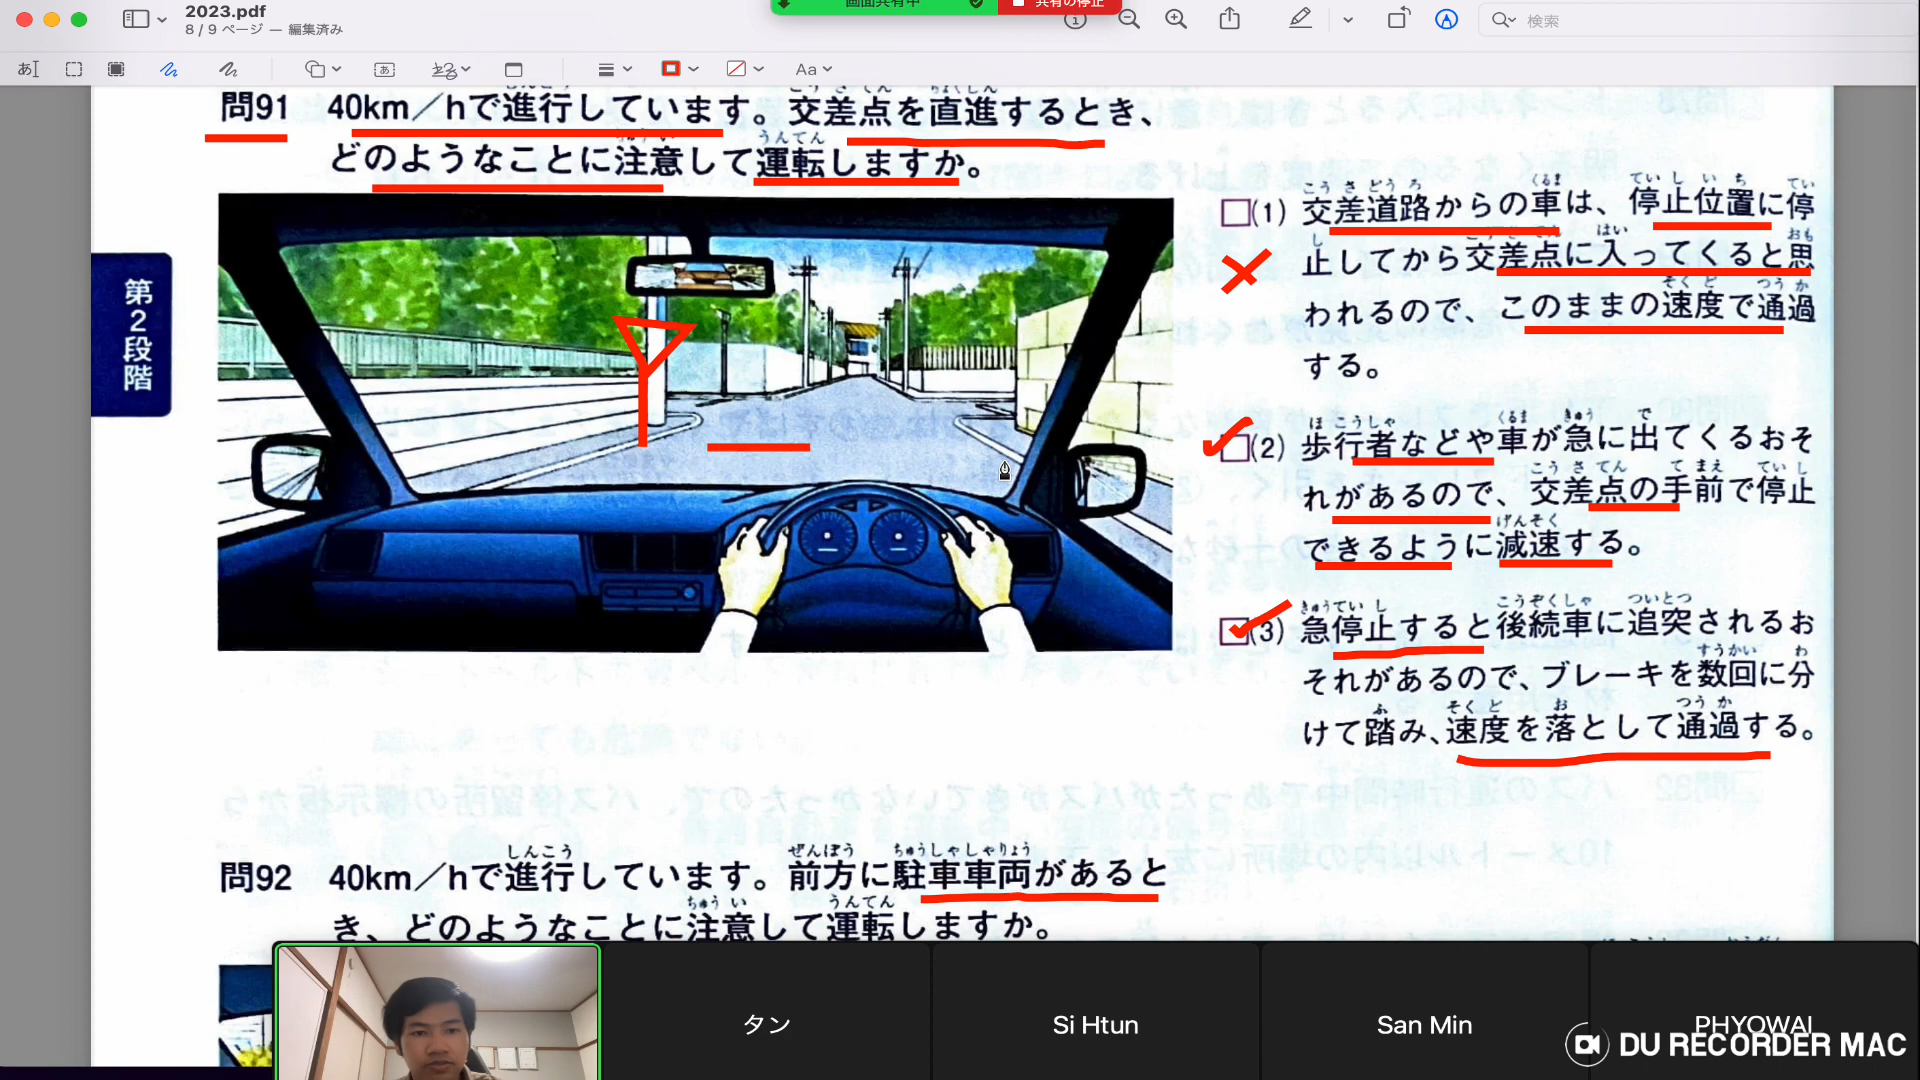 2023.pdf
8 / 9 ページ — 編集済み
画面共有中
共有の停止
検索
問91 40km/hで進行しています。交差点を直進するとき、
どのようなことに注意して運転しますか。
第2段階
(1) 交差道路からの車は、停止位置に停
止してから交差点に入ってくると思
われるので、このままの速度で通過
する。
(2) 歩行者などや車が急に出てくるおそ
れがあるので、交差点の手前で停止
できるように減速する。
(3) 急停止すると後続車に追突されるお
それがあるので、ブレーキを数回に分
けて踏み、速度を落として通過する。
問92 40km/hで進行しています。前方に駐車車両があると
き、どのようなことに注意して運転しますか。
タン
Si Htun
San Min
PHYOWAI
DU RECORDER MAC